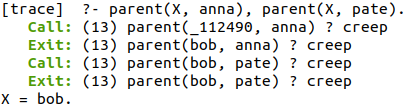 [trace]  ?- parent(X, anna), parent(X, pate).
   Call: (13) parent(_112490, anna) ? creep
   Exit: (13) parent(bob, anna) ? creep
   Call: (13) parent(bob, pate) ? creep
   Exit: (13) parent(bob, pate) ? creep
X = bob.